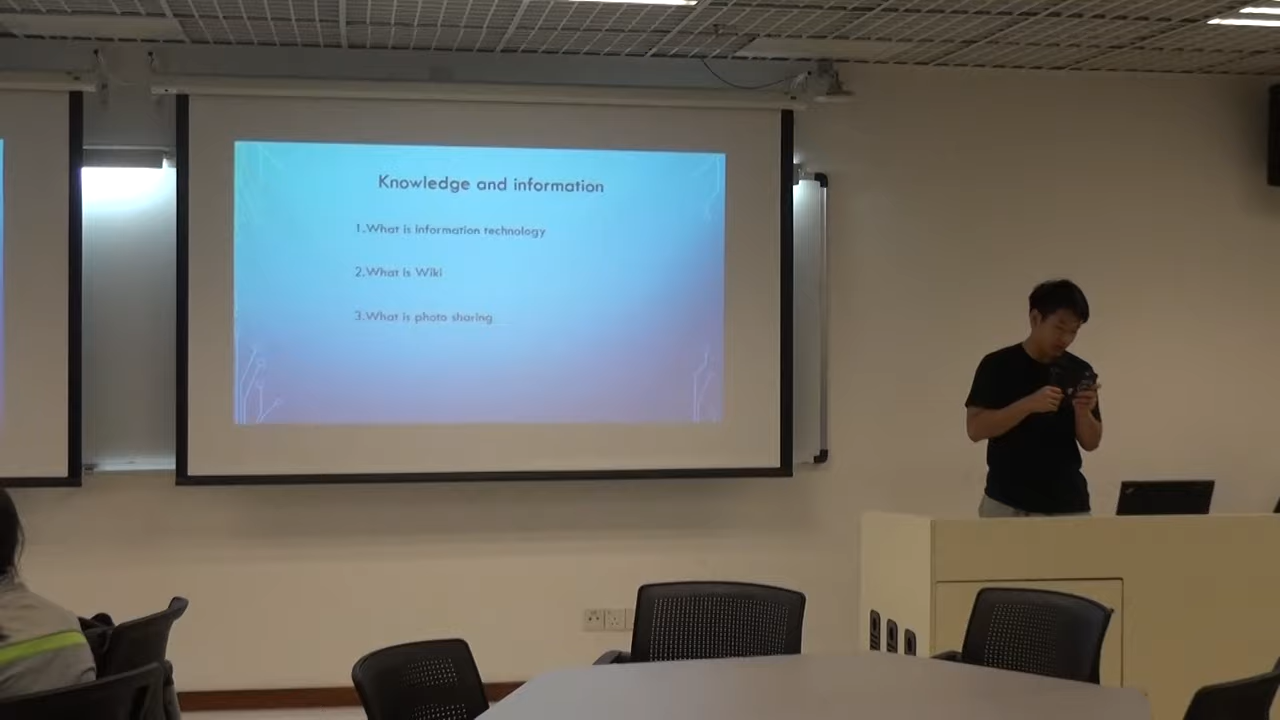 Knowledge and information
1.What is information technology
2.What is Wiki
3.What is photo sharing